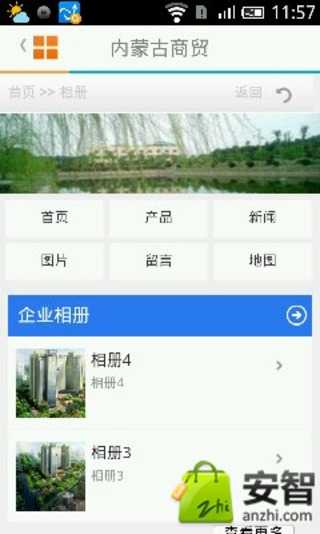 11:57
内蒙古商贸
首页 >> 相册 返回
首页 产品 新闻
图片 留言 地图
企业相册
相册4
相册4
相册3
相册3
zhi
安智
anzhi.com
查看更多